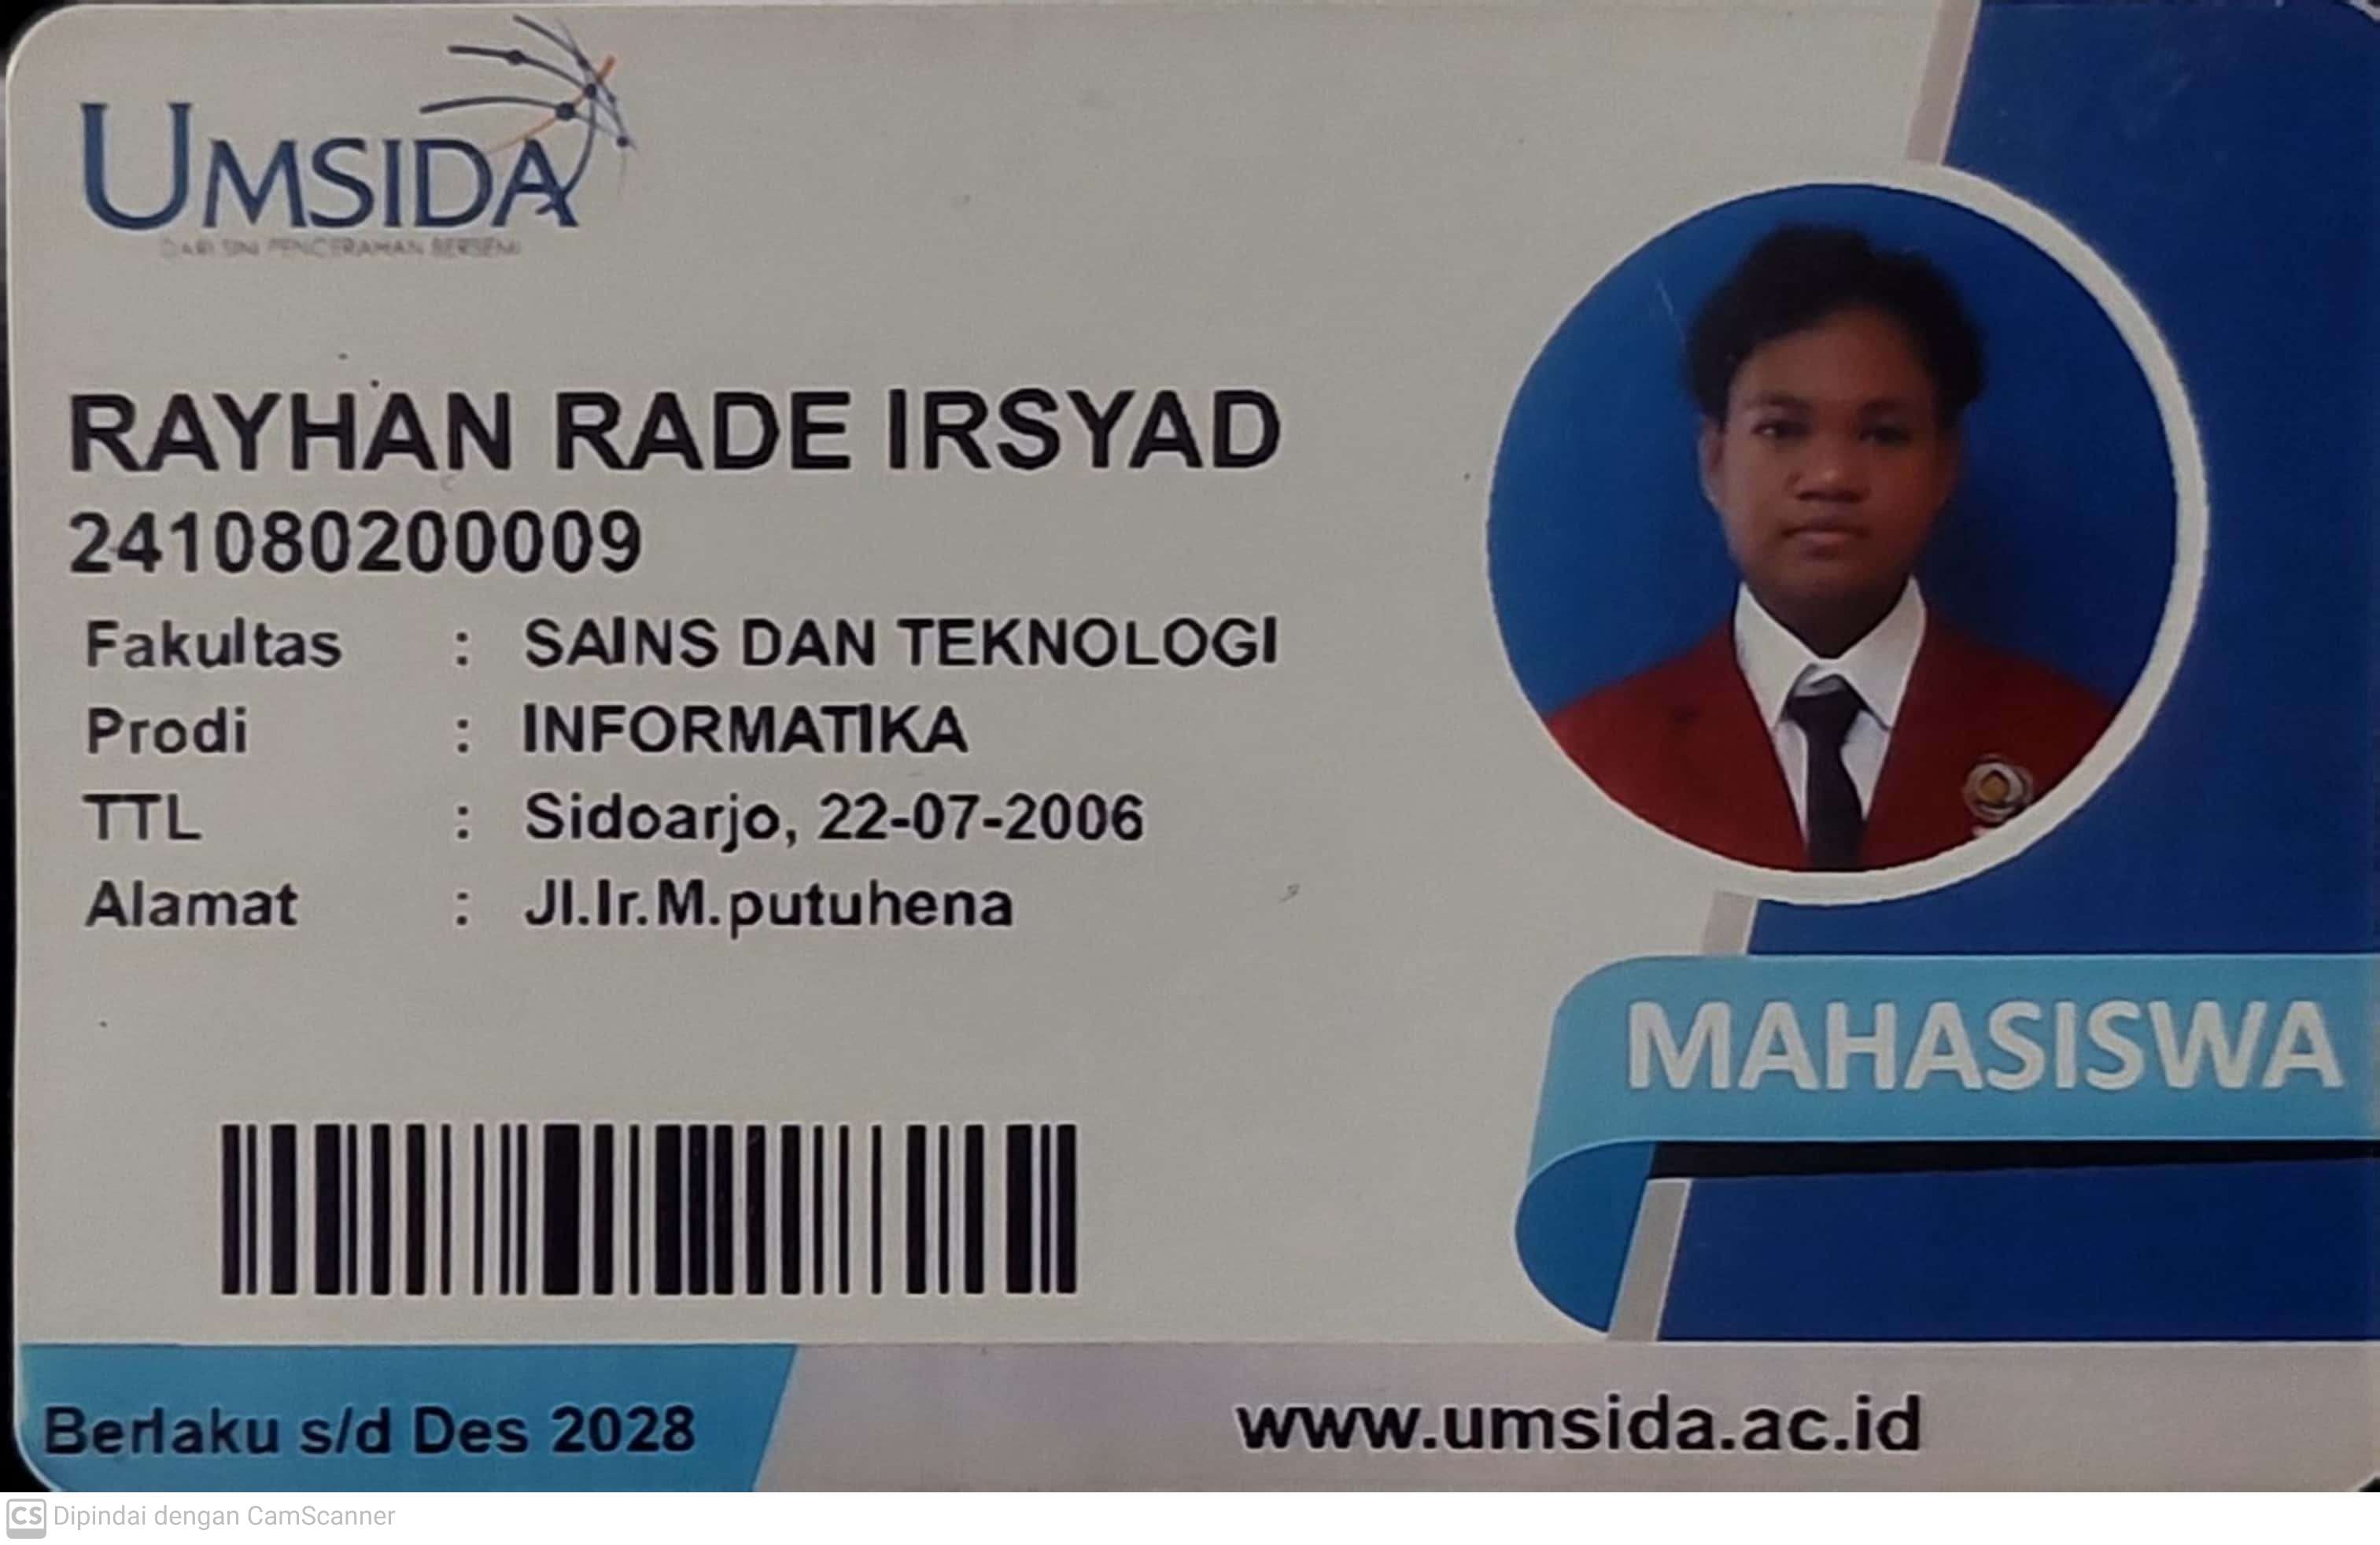 UMSIDA
DARI SINI PENCERAHAN BERSEMI
RAYHAN RADE IRSYAD
241080200009
Fakultas : SAINS DAN TEKNOLOGI
Prodi : INFORMATIKA
TTL : Sidoarjo, 22-07-2006
Alamat : Jl.Ir.M.putuhena
MAHASISWA
Berlaku s/d Des 2028
www.umsida.ac.id
CS Dipindai dengan CamScanner